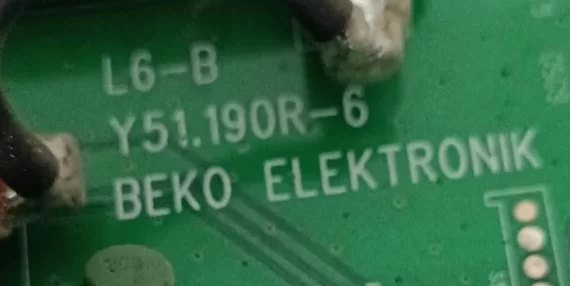 L6-B
Y51.190R-6
BEKO ELEKTRONIK